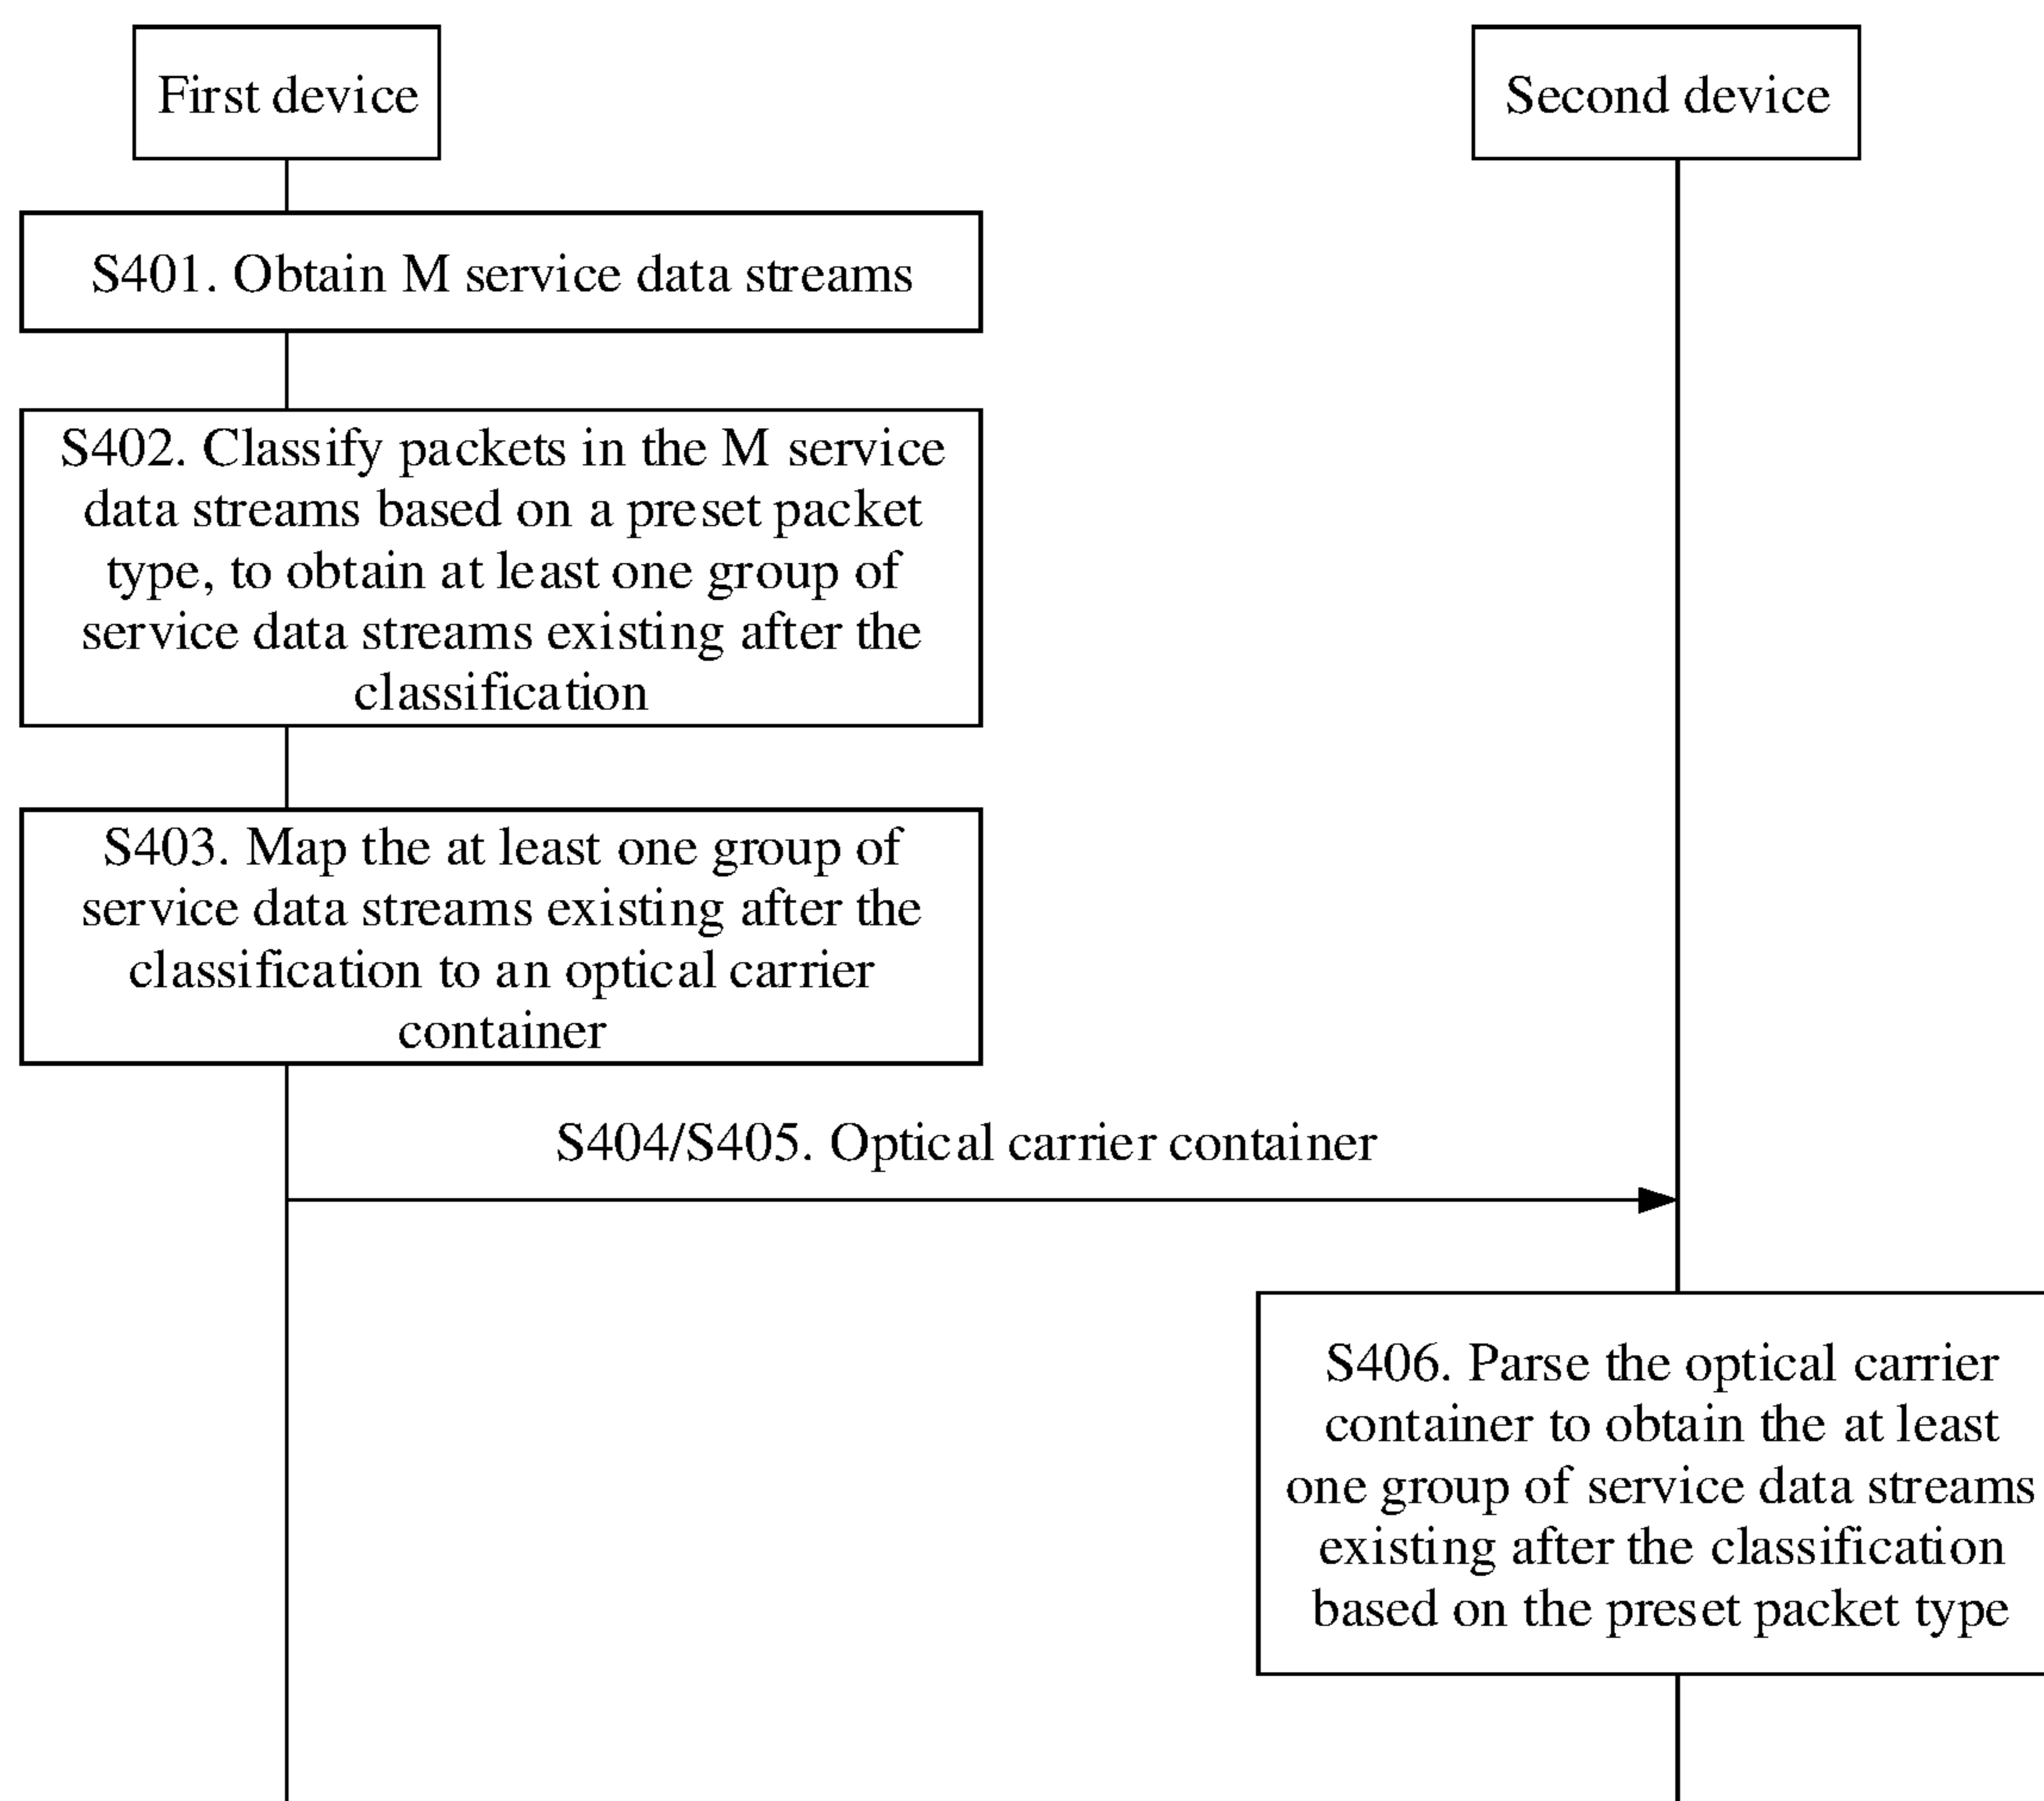 First device
Second device
S401. Obtain M service data streams
S402. Classify packets in the M service
data streams based on a preset packet
type, to obtain at least one group of
service data streams existing after the
classification
S403. Map the at least one group of
service data streams existing after the
classification to an optical carrier
container
S404/S405. Optical carrier container
S406. Parse the optical carrier
container to obtain the at least
one group of service data streams
existing after the classification
based on the preset packet type